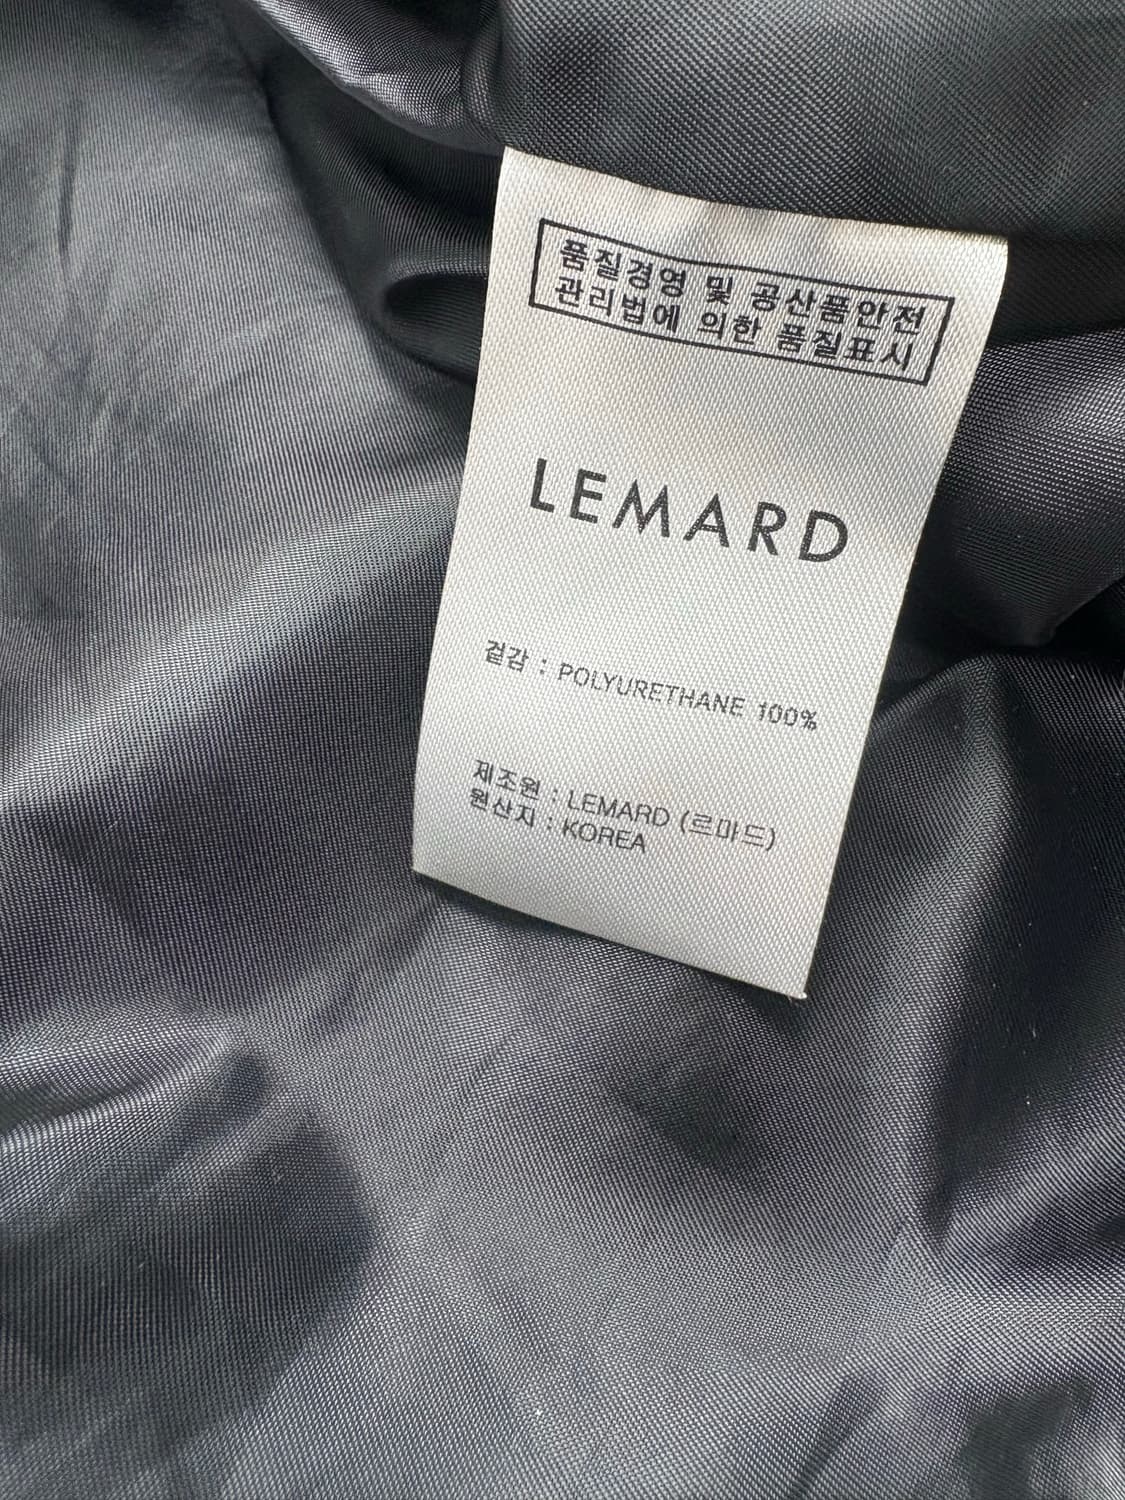 품질경영 및 공산품안전
관리법에 의한 품질표시
LEMARD
겉감 : POLYURETHANE 100%
제조원 : LEMARD (르마드)
원산지 : KOREA